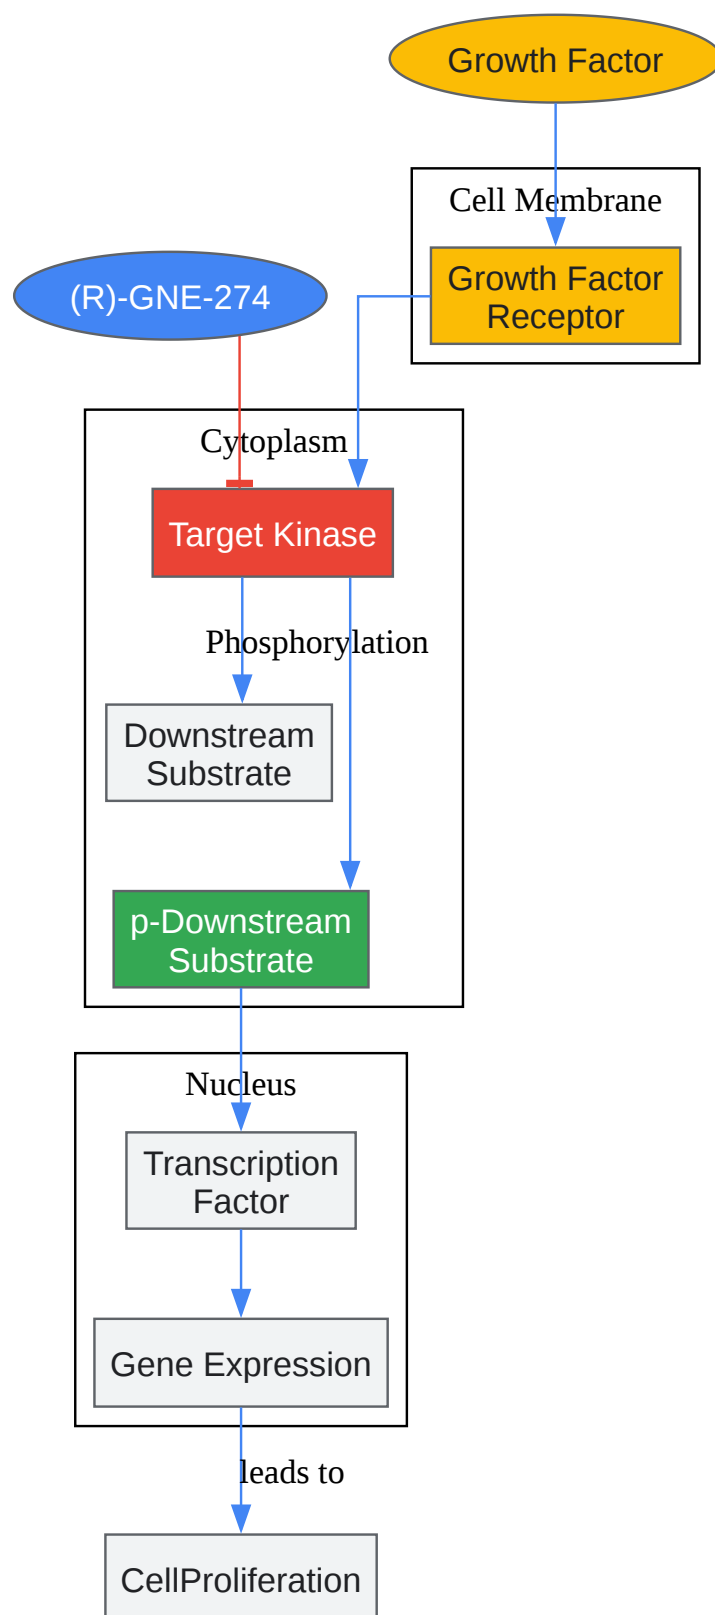 Growth Factor
Cell Membrane
Growth Factor
Receptor
(R)-GNE-274
Cytoplasm
Target Kinase
Phosphorylation
Downstream
Substrate
p-Downstream
Substrate
Nucleus
Transcription
Factor
Gene Expression
leads to
CellProliferation